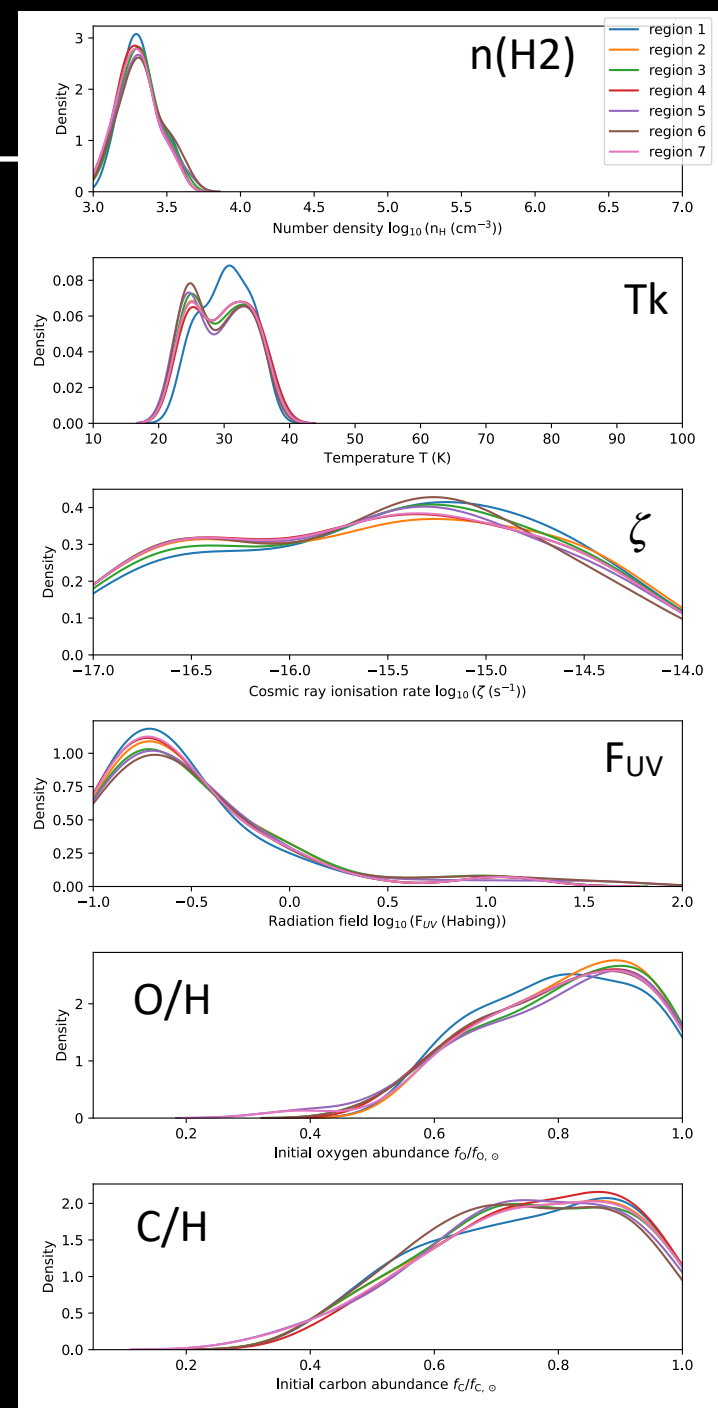 n(H2)
region 1
region 2
region 3
region 4
region 5
region 6
region 7
Density
0
1
2
3
3.0 3.5 4.0 4.5 5.0 5.5 6.0 6.5 7.0
Number density log₁₀ (n_H (cm⁻³))
Tk
Density
0.00
0.02
0.04
0.06
0.08
10 20 30 40 50 60 70 80 90 100
Temperature T (K)
ζ
Density
0.0
0.1
0.2
0.3
0.4
−17.0 −16.5 −16.0 −15.5 −15.0 −14.5 −14.0
Cosmic ray ionisation rate log₁₀ (ζ (s⁻¹))
F_UV
Density
0.00
0.25
0.50
0.75
1.00
−1.0 −0.5 0.0 0.5 1.0 1.5 2.0
Radiation field log₁₀ (F_UV (Habing))
O/H
Density
0
1
2
0.2 0.4 0.6 0.8 1.0
Initial oxygen abundance f_O/f_O, ⊙
C/H
Density
0.0
0.5
1.0
1.5
2.0
0.2 0.4 0.6 0.8 1.0
Initial carbon abundance f_C/f_C, ⊙